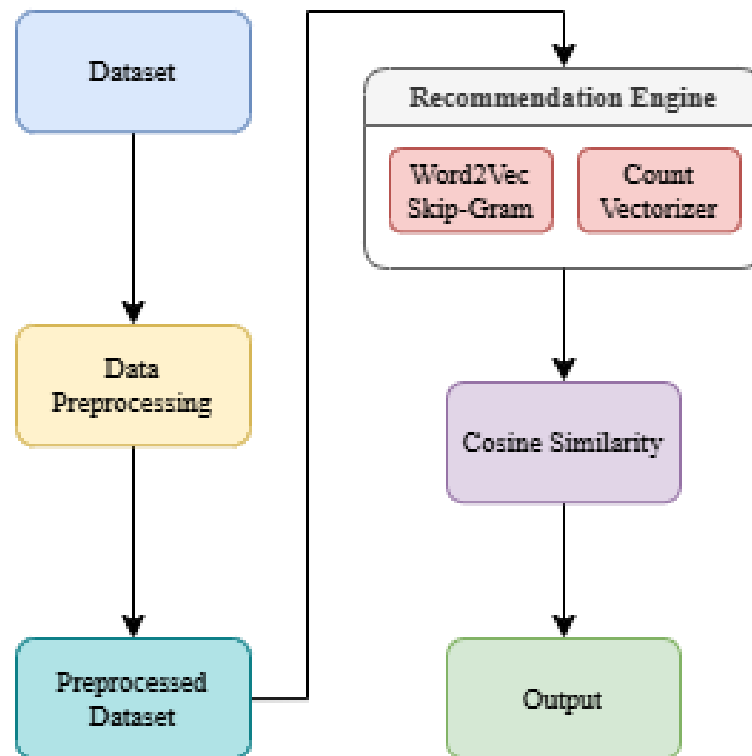 Dataset
Data
Preprocessing
Preprocessed
Dataset
Recommendation Engine
Word2Vec
Skip-Gram
Count
Vectorizer
Cosine Similarity
Output